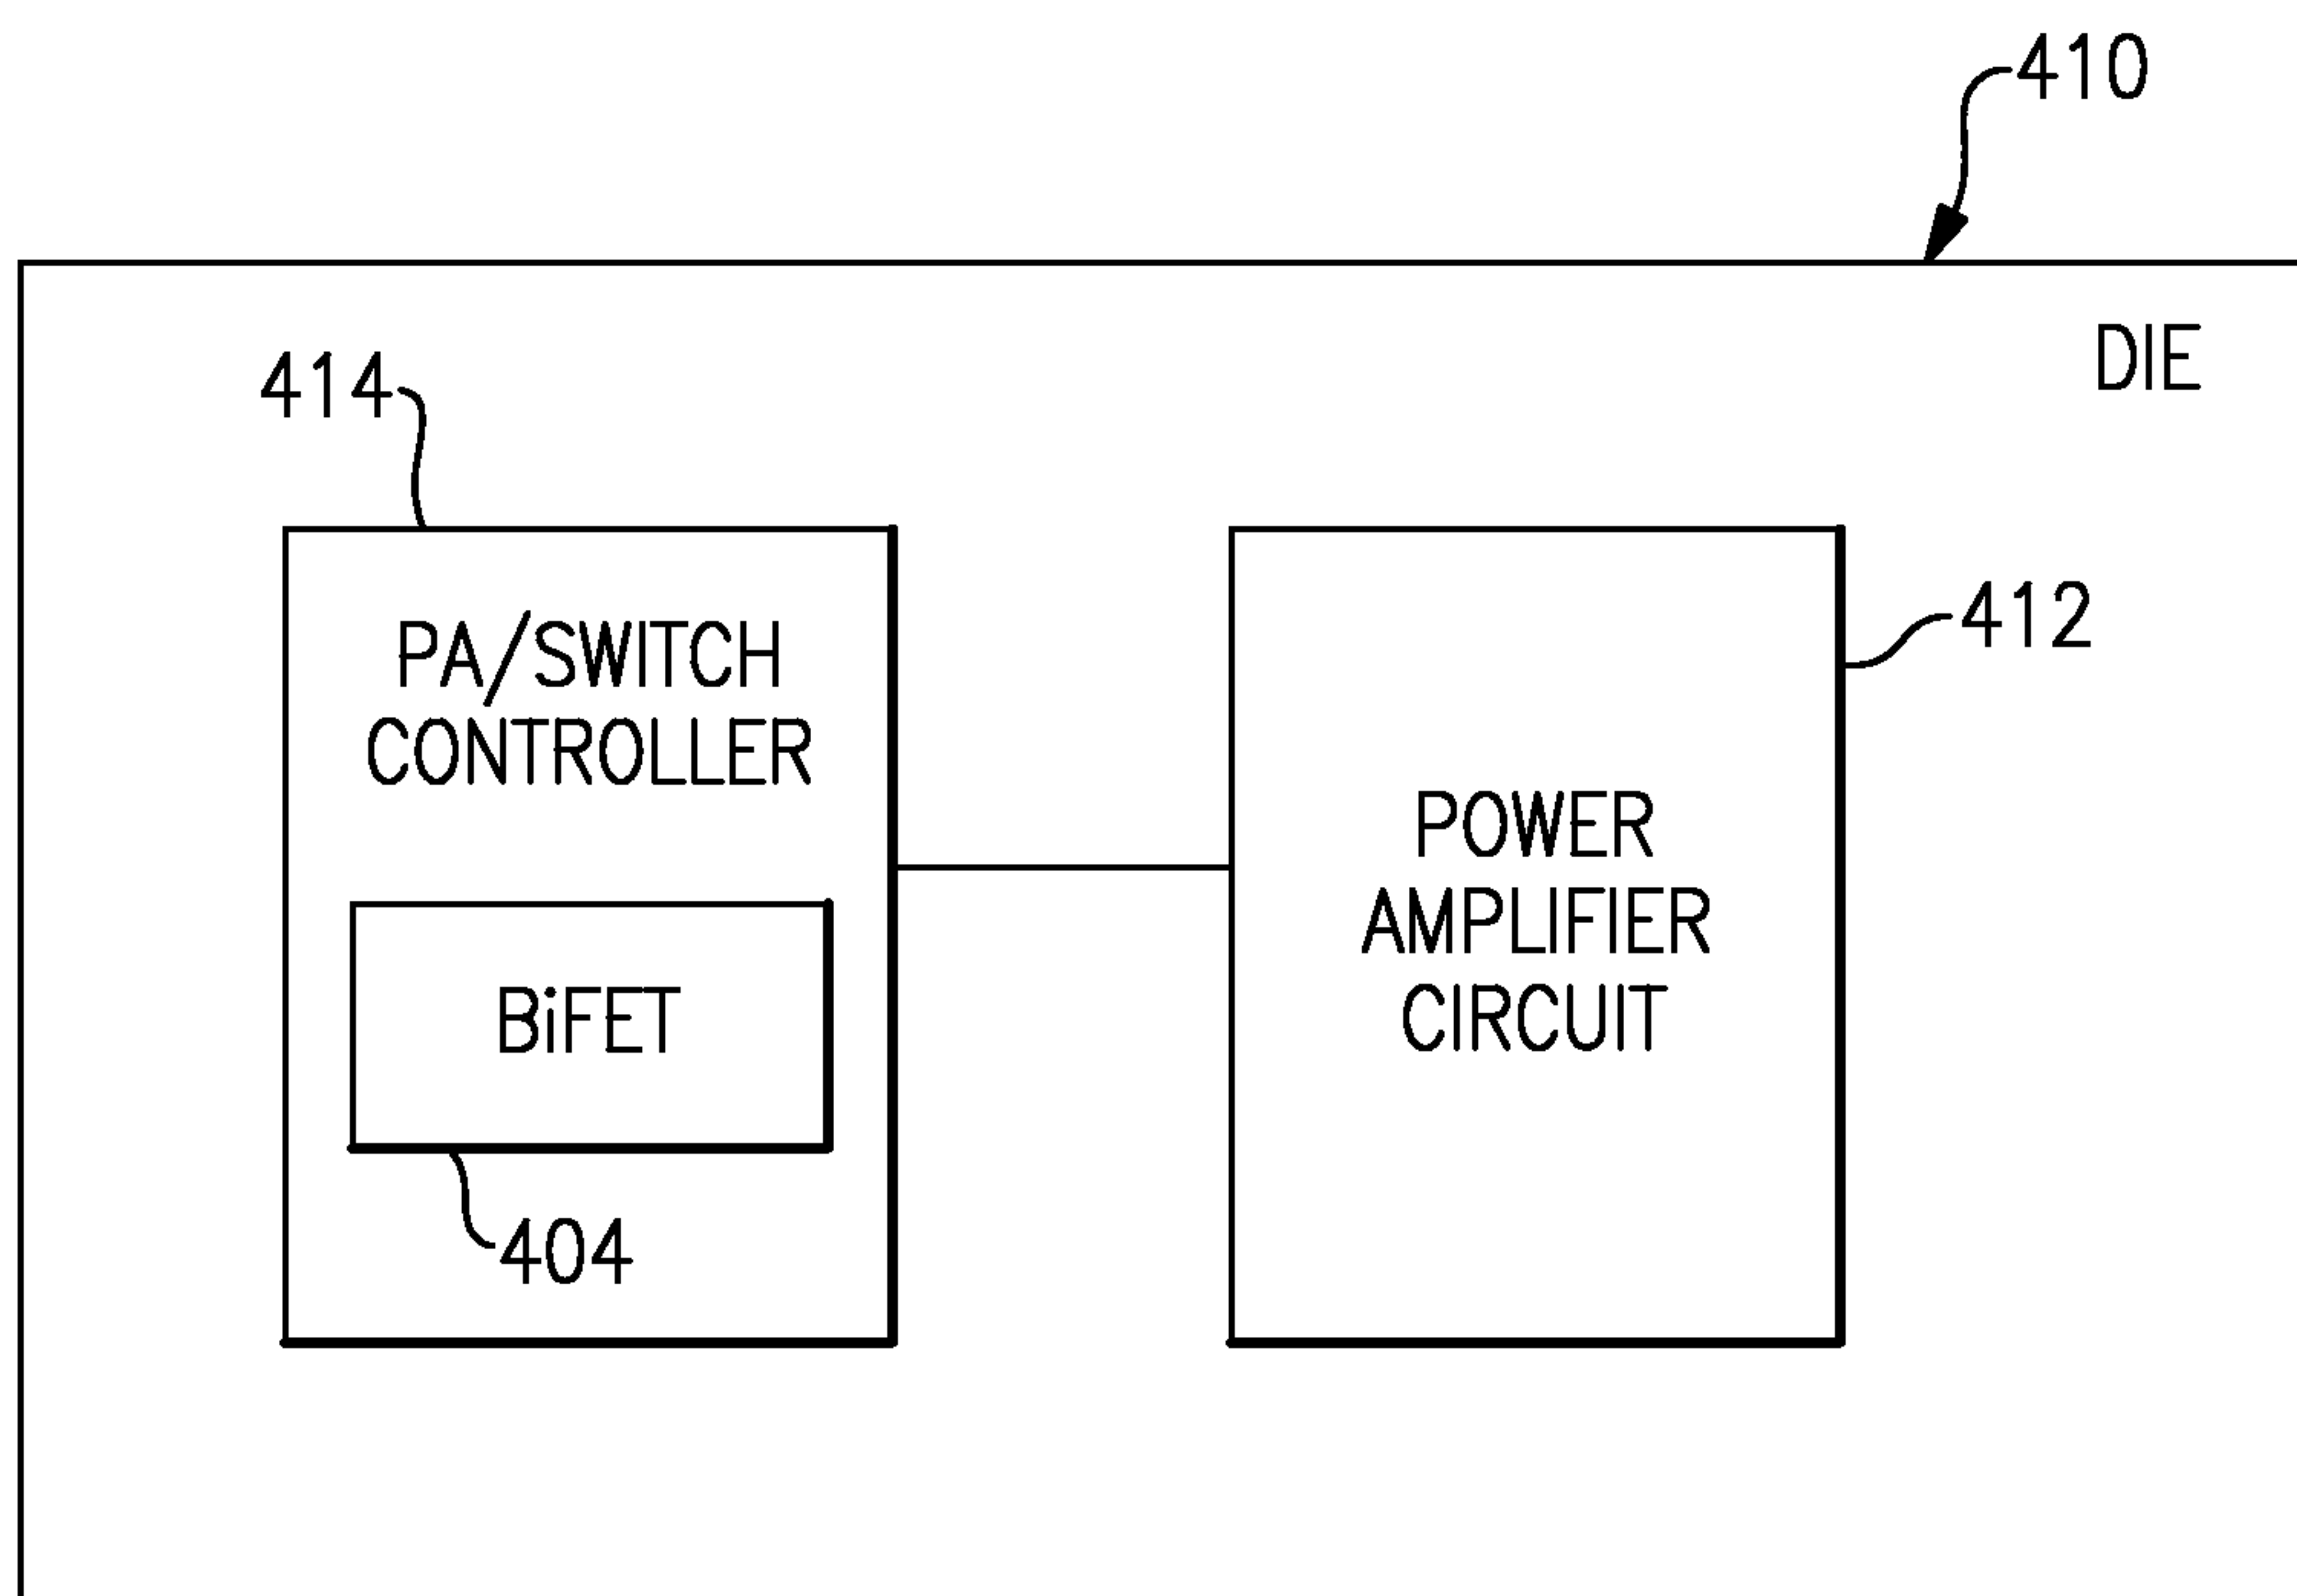 410
DIE
414
PA/SWITCH
CONTROLLER
412
POWER
AMPLIFIER
CIRCUIT
BiFET
404